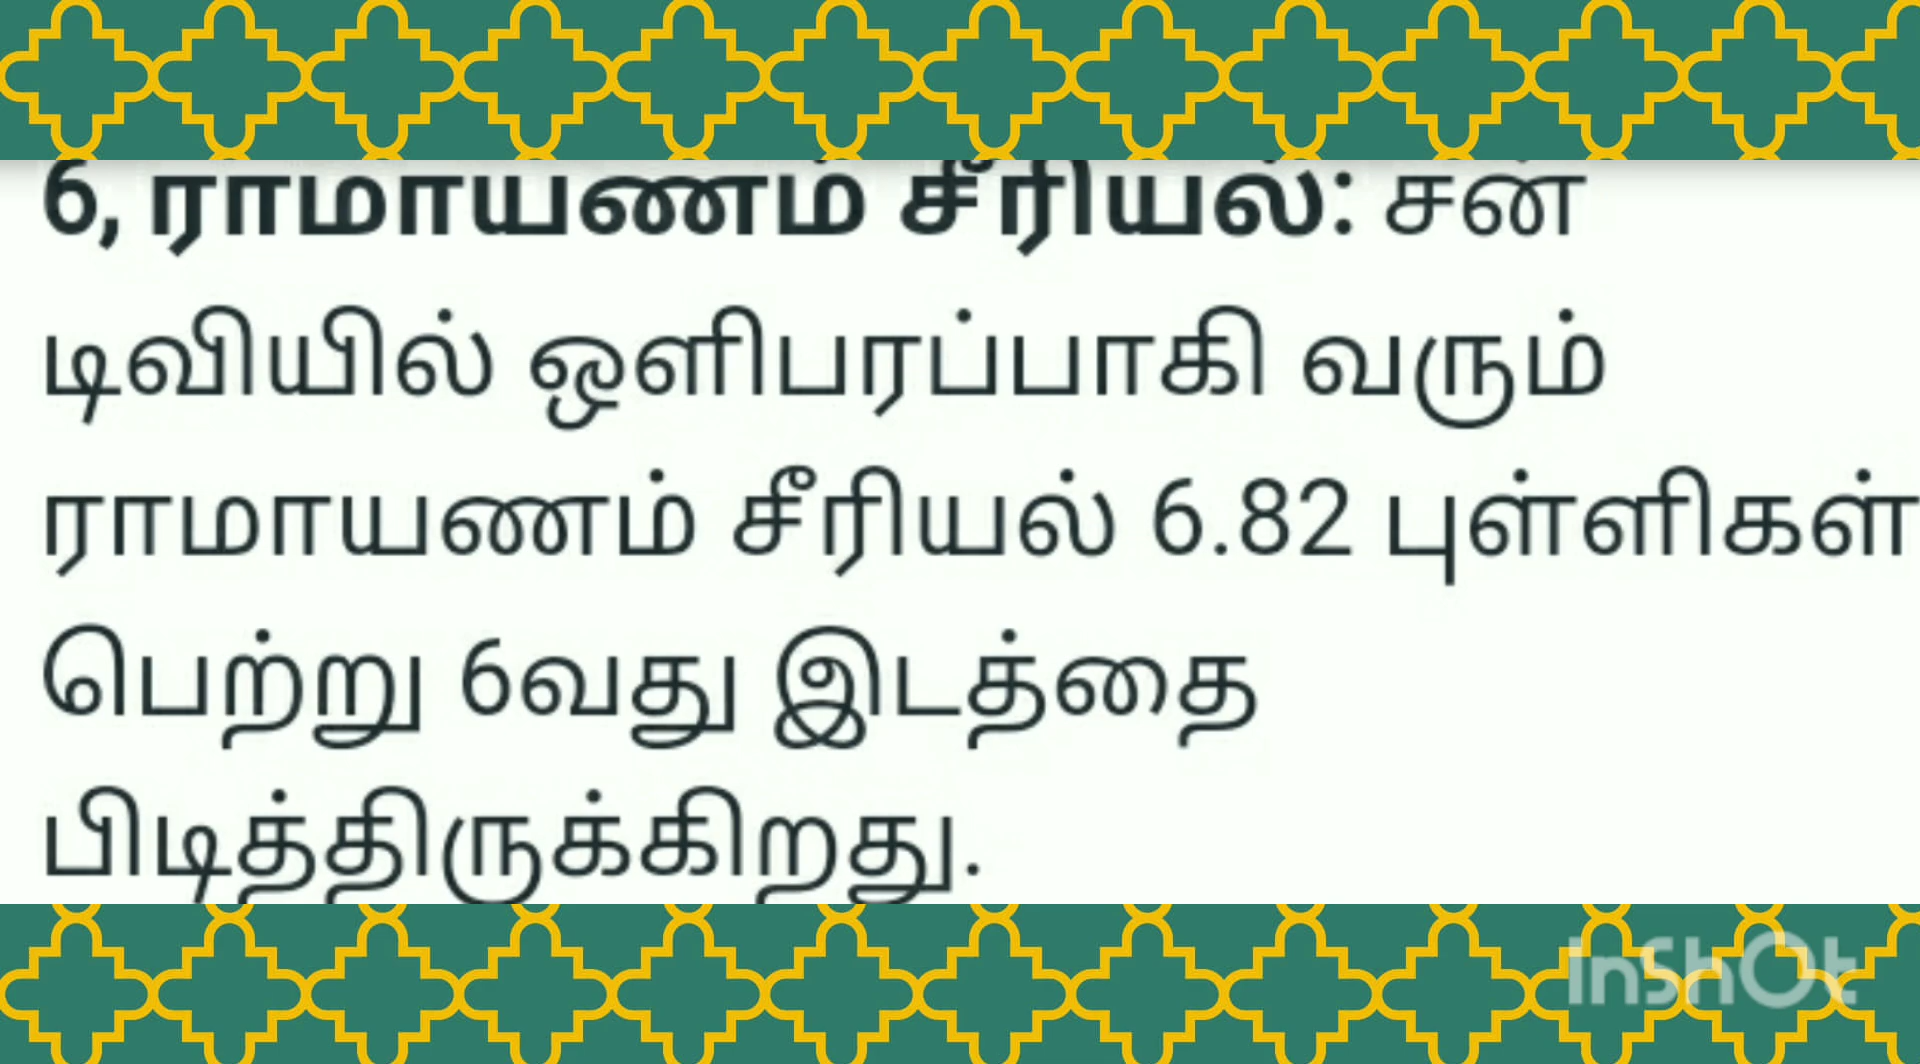 6, ராமாயணம் சீரியல்: சன்
டிவியில் ஒளிபரப்பாகி வரும்
ராமாயணம் சீரியல் 6.82 புள்ளிகள்
பெற்று 6வது இடத்தை
பிடித்திருக்கிறது.
InShOt